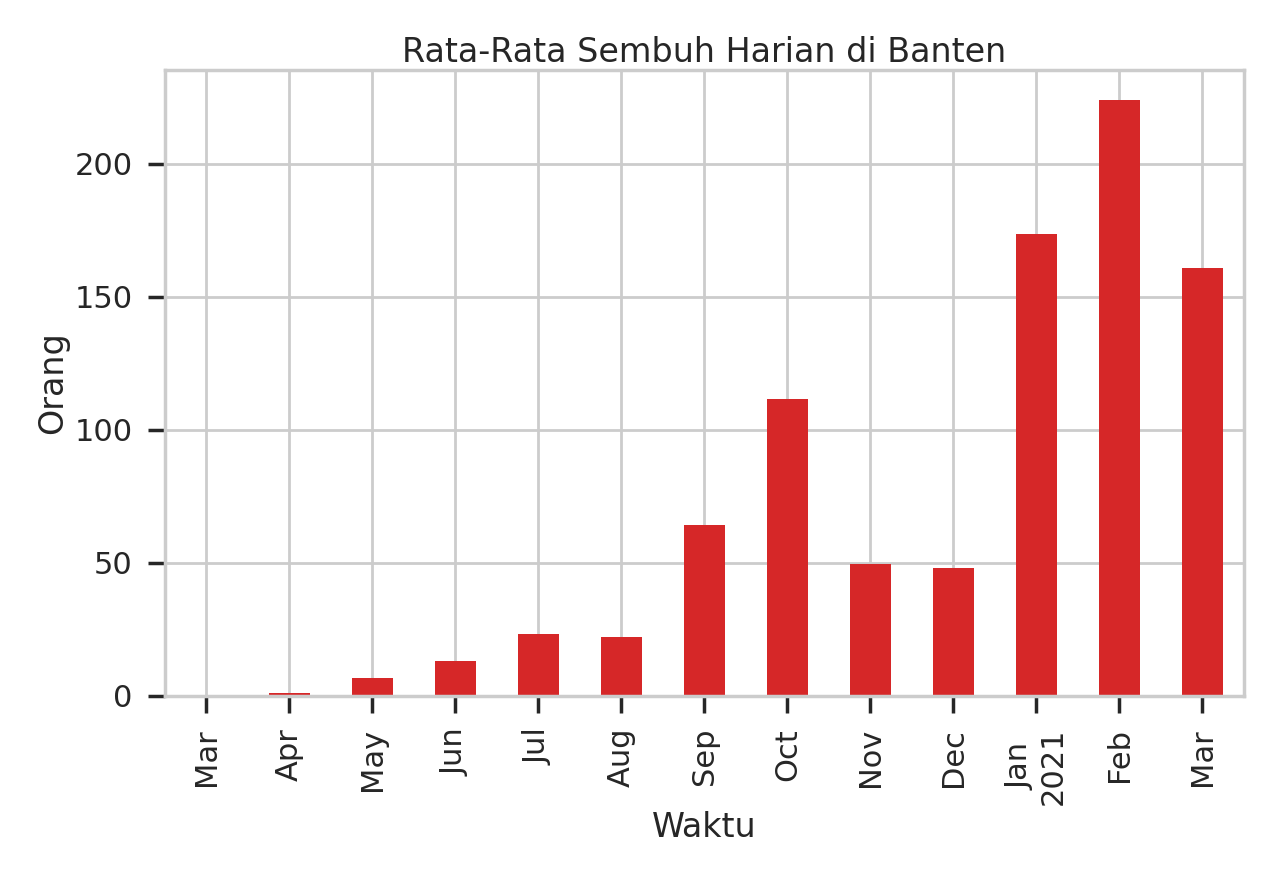 Rata-Rata Sembuh Harian di Banten
Orang
200
150
100
50
0
Mar
Apr
May
Jun
Jul
Aug
Sep
Oct
Nov
Dec
Jan
2021
Feb
Mar
Waktu